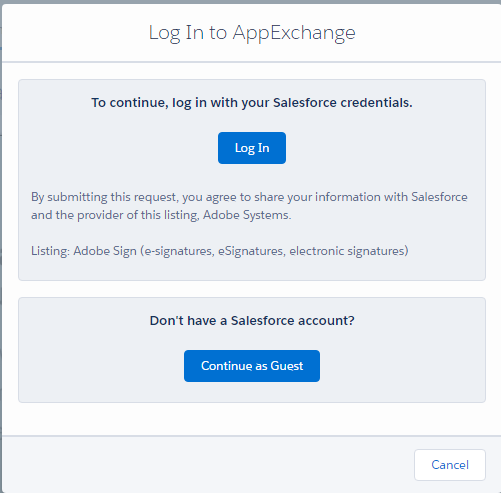 Log In to AppExchange
To continue, log in with your Salesforce credentials.
Log In
By submitting this request, you agree to share your information with Salesforce
and the provider of this listing, Adobe Systems.
Listing: Adobe Sign (e-signatures, eSignatures, electronic signatures)
Don't have a Salesforce account?
Continue as Guest
Cancel